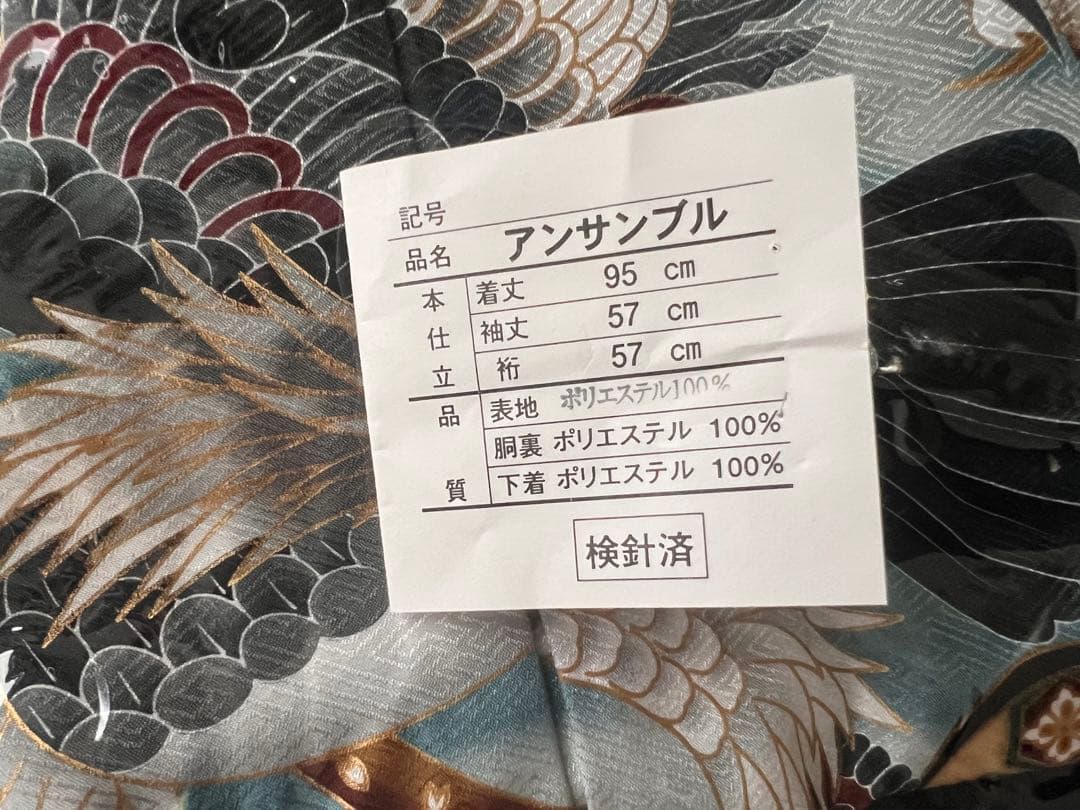 記号
品名 アンサンブル
本仕立 着丈 95 cm
袖丈 57 cm
裄 57 cm
品質 表地 ポリエステル100%
胴裏 ポリエステル 100%
下着 ポリエステル 100%
検針済